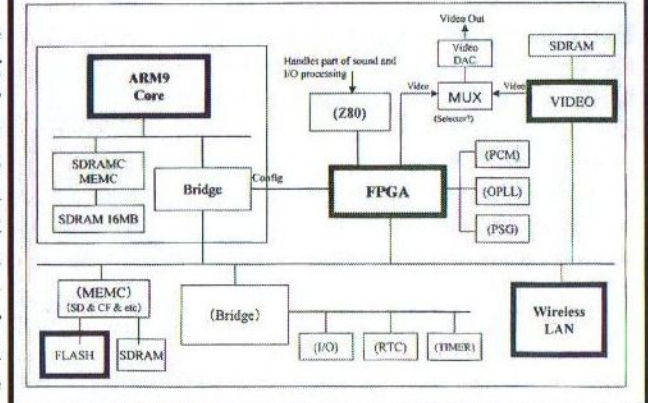 Video Out
Video
DAC
SDRAM
ARM9
Core
Handles part of sound and
I/O processing
Video
MUX
Video
VIDEO
(Selector?)
(Z80)
SDRAMC
MEMC
Bridge
Config
FPGA
(PCM)
(OPLL)
(PSG)
SDRAM 16MB
(MEMC)
(SD & CF & etc)
(Bridge)
Wireless
LAN
FLASH
SDRAM
(I/O)
(RTC)
(TIMER)